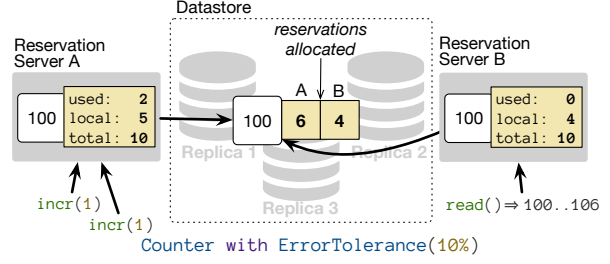 Datastore
reservations
allocated
Reservation
Server A
100
used: 2
local: 5
total: 10
A B
100 6 4
Replica 1
Replica 2
Replica 3
Reservation
Server B
100
used: 0
local: 4
total: 10
incr(1)
incr(1)
read()⇒100..106
Counter with ErrorTolerance(10%)